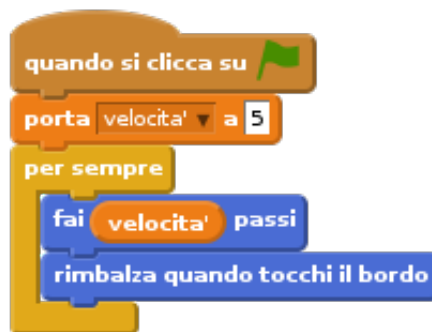 quando si clicca su
porta velocita' a 5
per sempre
fai velocita' passi
rimbalza quando tocchi il bordo